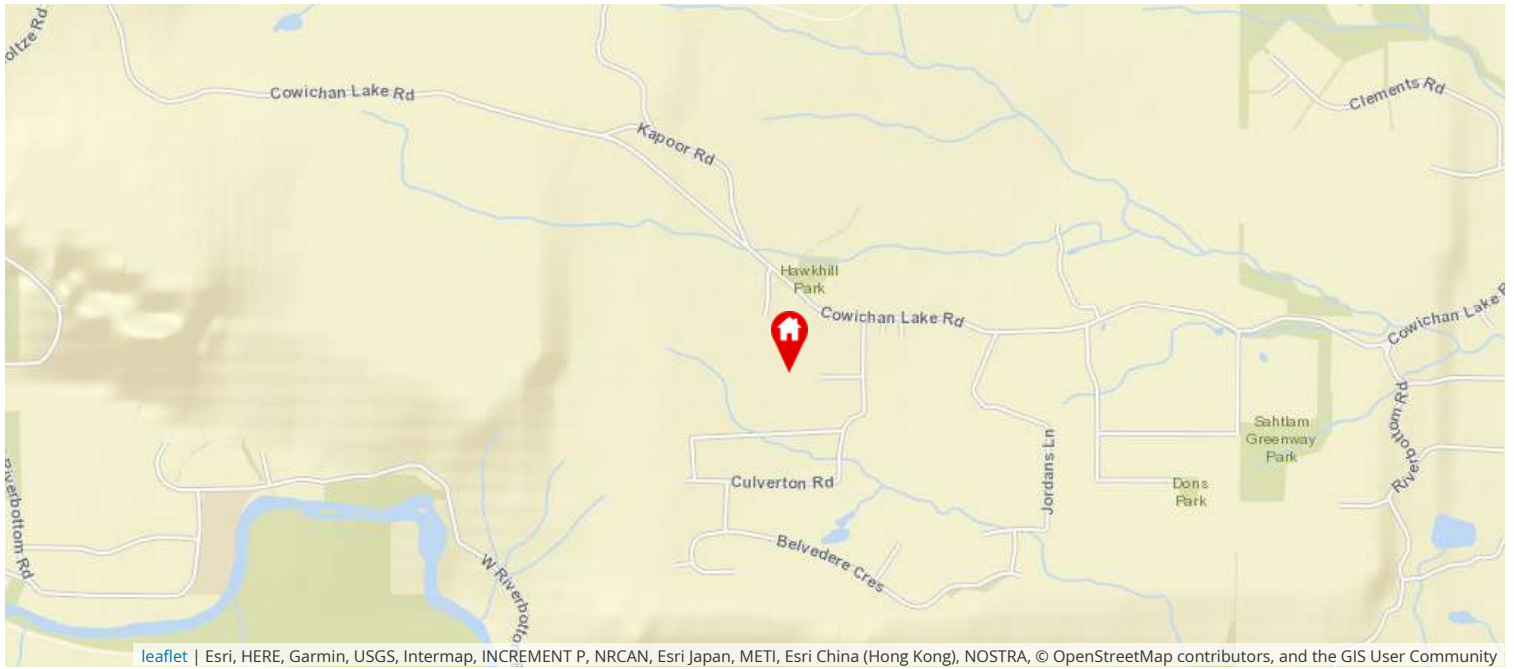 oltze Rd
Cowichan Lake Rd
Clements Rd
Kapoor Rd
Hawkhill
Park
Cowichan Lake Rd
Cowichan Lake R
Riverbottom Rd
Sahtlam
Greenway
Park
Jordans Ln
Culverton Rd
Dons
Park
Riverbottom Rd
Belvedere Cres
W Riverbotto
leaflet | Esri, HERE, Garmin, USGS, Intermap, INCREMENT P, NRCAN, Esri Japan, METI, Esri China (Hong Kong), NOSTRA, © OpenStreetMap contributors, and the GIS User Community